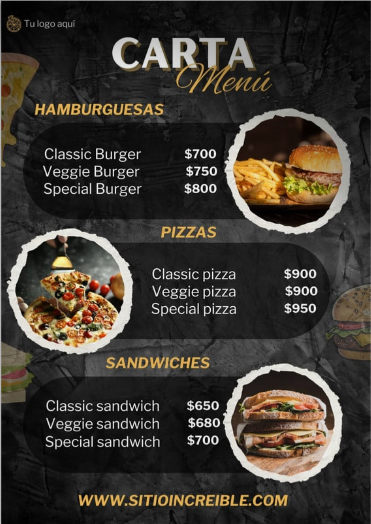 Tu logo aquí
CARTA
Menú
HAMBURGUESAS
Classic Burger $700
Veggie Burger $750
Special Burger $800
PIZZAS
Classic pizza $900
Veggie pizza $900
Special pizza $950
SANDWICHES
Classic sandwich $650
Veggie sandwich $680
Special sandwich $700
WWW.SITIOINCREIBLE.COM